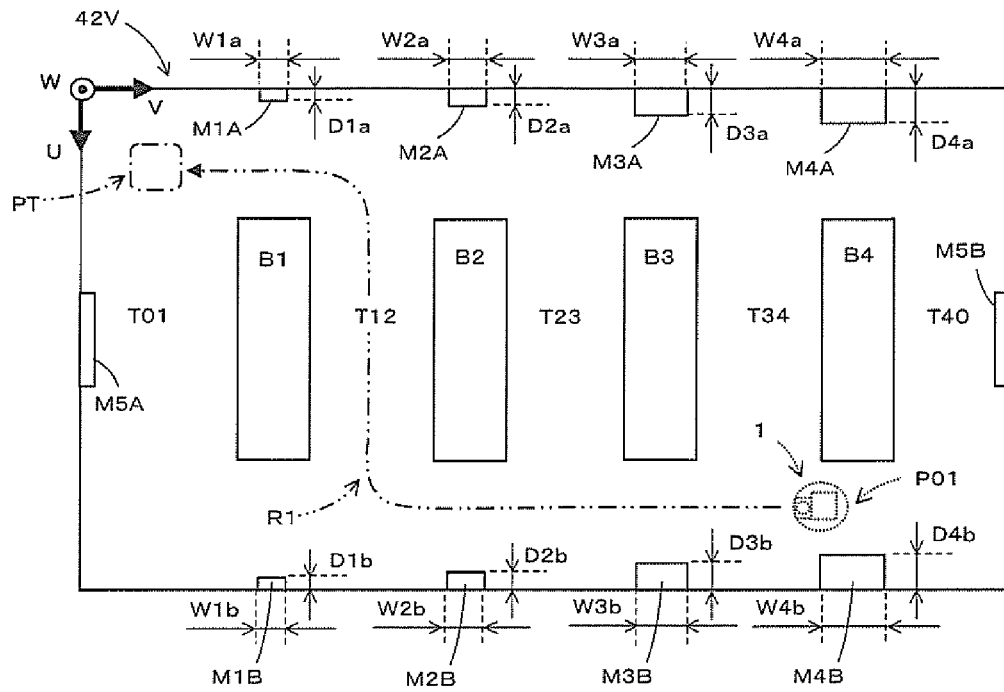 42V
W1a W2a W3a W4a
W
V
U
M1A D1a M2A D2a M3A D3a M4A D4a
PT
B1 B2 B3 B4
M5B
T01 T12 T23 T34 T40
M5A
1
P01
R1
D1b D2b D3b D4b
W1b W2b W3b W4b
M1B M2B M3B M4B